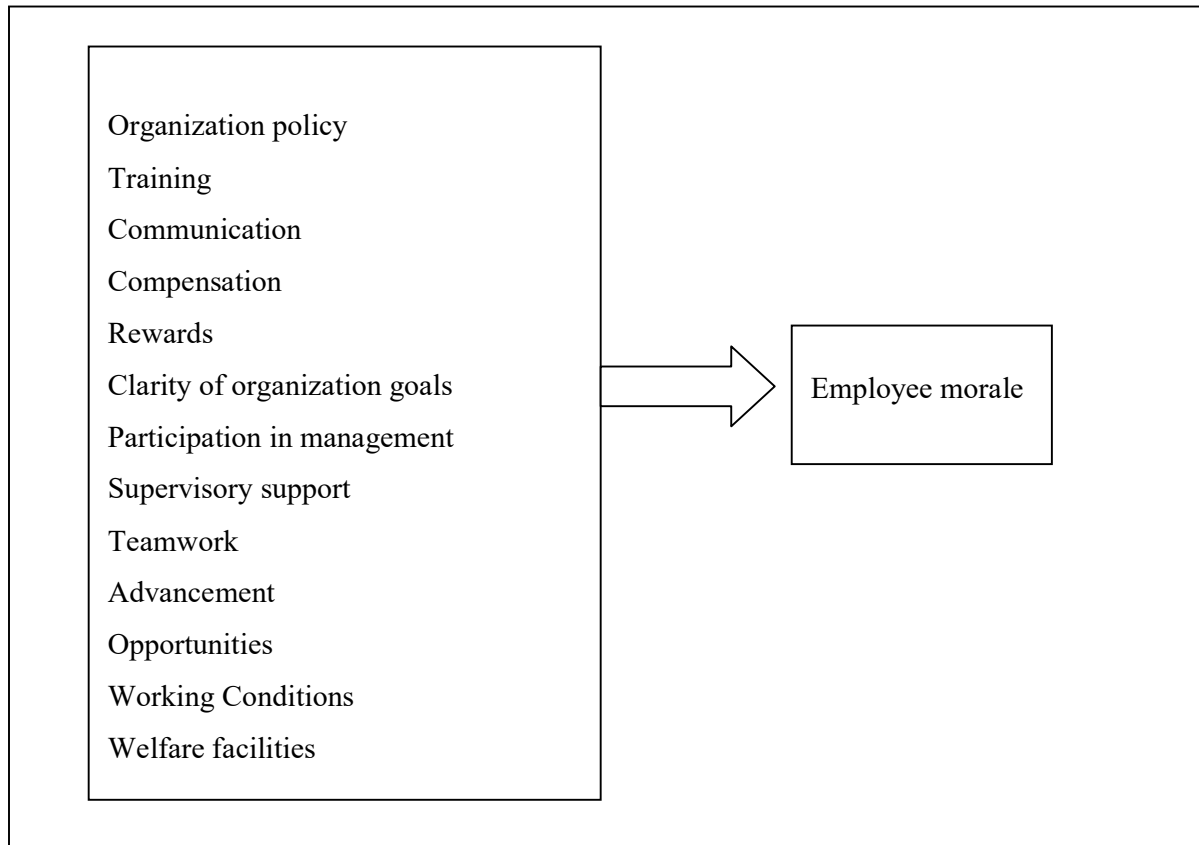 Organization policy
Training
Communication
Compensation
Rewards
Clarity of organization goals
Participation in management
Supervisory support
Teamwork
Advancement
Opportunities
Working Conditions
Welfare facilities
Employee morale